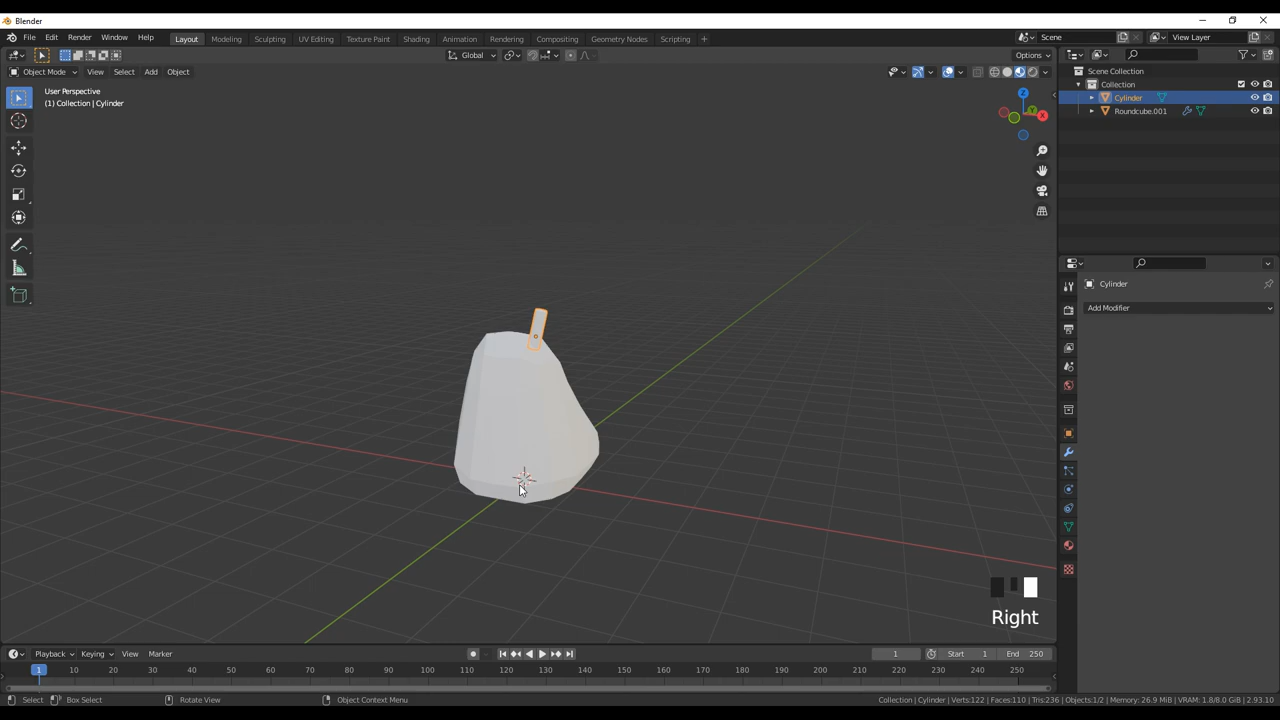 Blender
File Edit Render Window Help
Layout Modeling Sculpting UV Editing Texture Paint Shading Animation Rendering Compositing Geometry Nodes Scripting +
Scene
View Layer
Global
Options
Object Mode View Select Add Object
User Perspective
(1) Collection | Cylinder
Z
Y
X
Scene Collection
Collection
Cylinder
Roundcube.001
Cylinder
Add Modifier
Right
Playback Keying View Marker
1
Start 1
End 250
1 10 20 30 40 50 60 70 80 90 100 110 120 130 140 150 160 170 180 190 200 210 220 230 240 250
Select Box Select Rotate View Object Context Menu
Collection | Cylinder | Verts:122 | Faces:110 | Tris:236 | Objects:1/2 | Memory: 26.9 MiB | VRAM: 1.8/8.0 GiB | 2.93.10